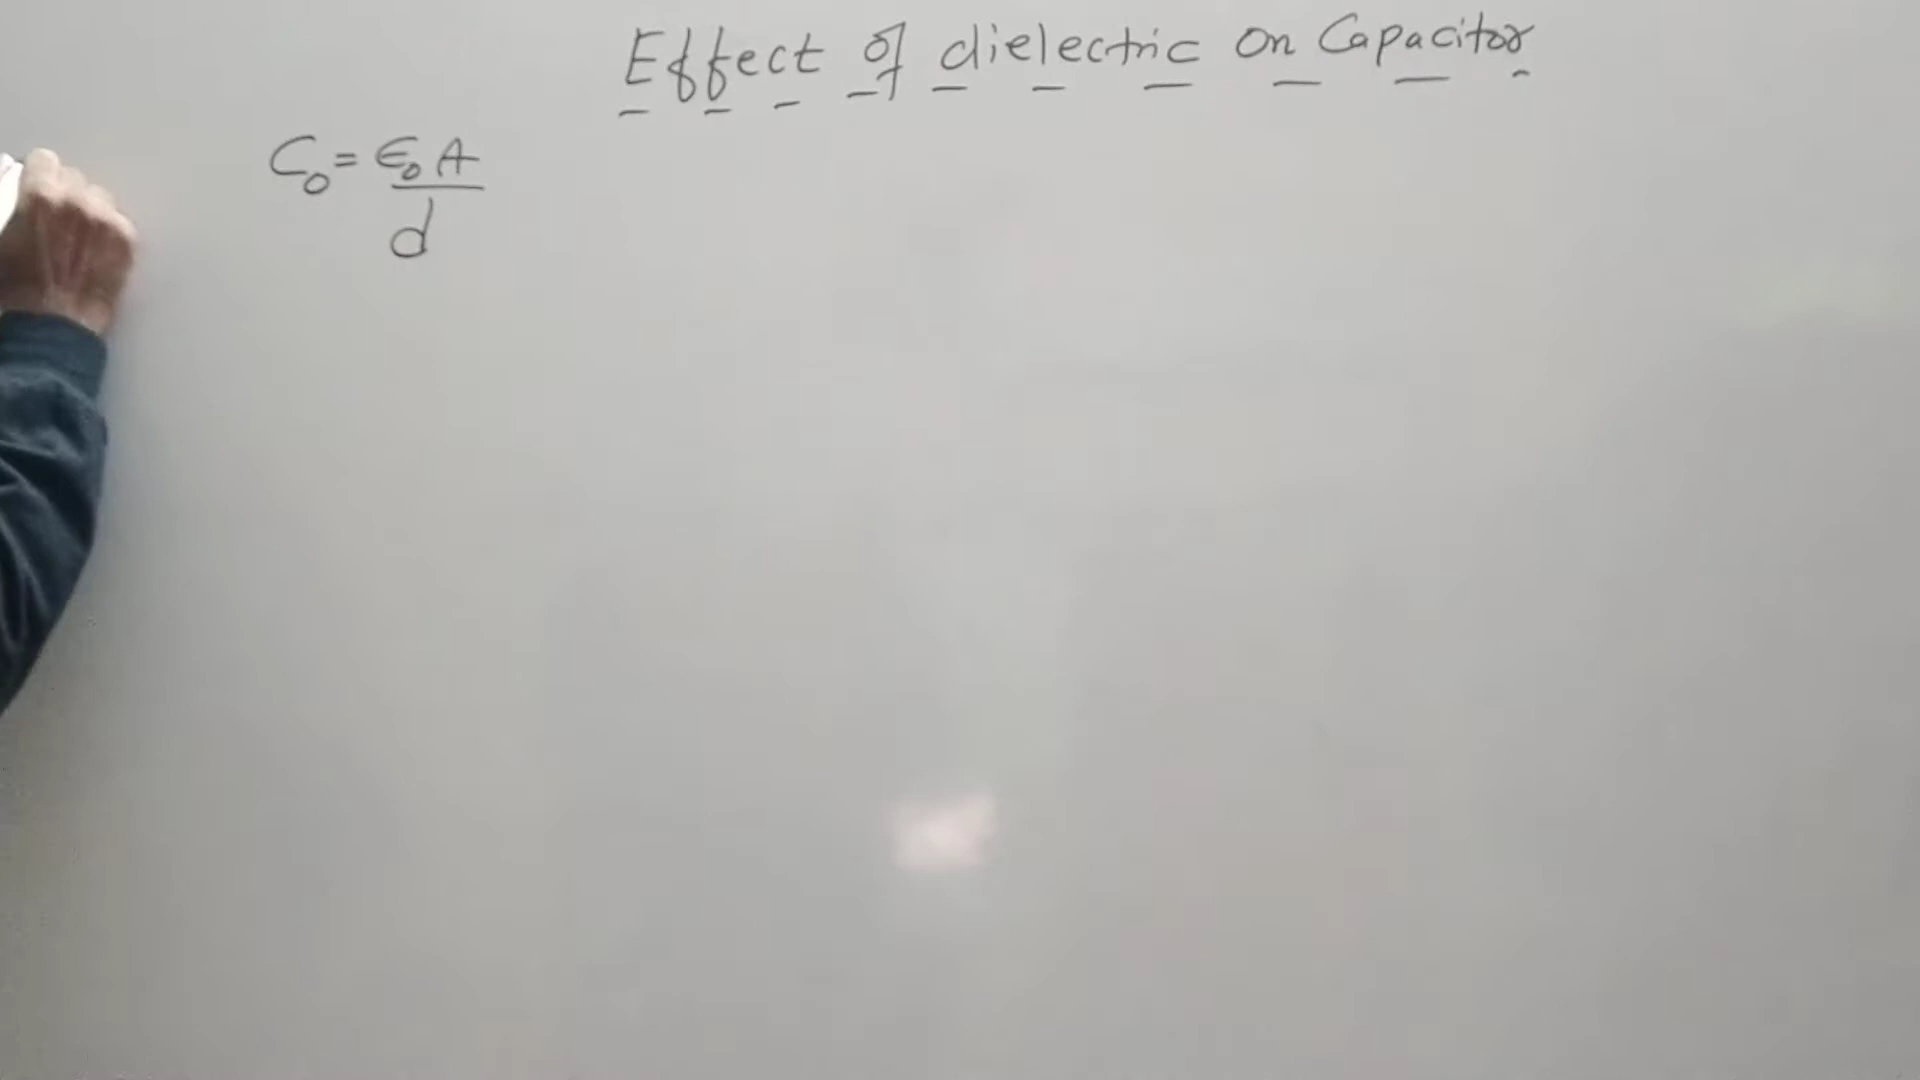 Effect of dielectric on Capacitor
C₀ = ϵ₀A
d